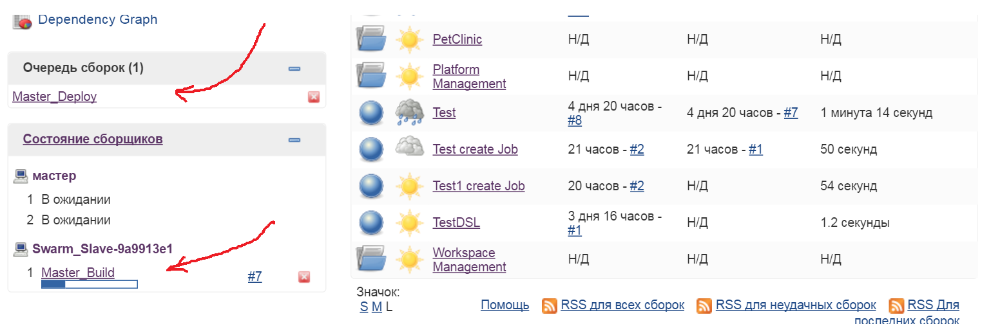 Dependency Graph
Очередь сборок (1)
Master_Deploy
Состояние сборщиков
мастер
1 В ожидании
2 В ожидании
Swarm_Slave-9a9913e1
1 Master_Build #7
PetClinic Н/Д Н/Д Н/Д
Platform
Management Н/Д Н/Д Н/Д
Test 4 дня 20 часов -
#8 4 дня 20 часов - #7 1 минута 14 секунд
Test create Job 21 часов - #2 21 часов - #1 50 секунд
Test1 create Job 20 часов - #2 Н/Д 54 секунд
TestDSL 3 дня 16 часов -
#1 Н/Д 1.2 секунды
Workspace
Management Н/Д Н/Д Н/Д
Значок:
S M L
Помощь RSS для всех сборок RSS для неудачных сборок RSS Для
последних сборок